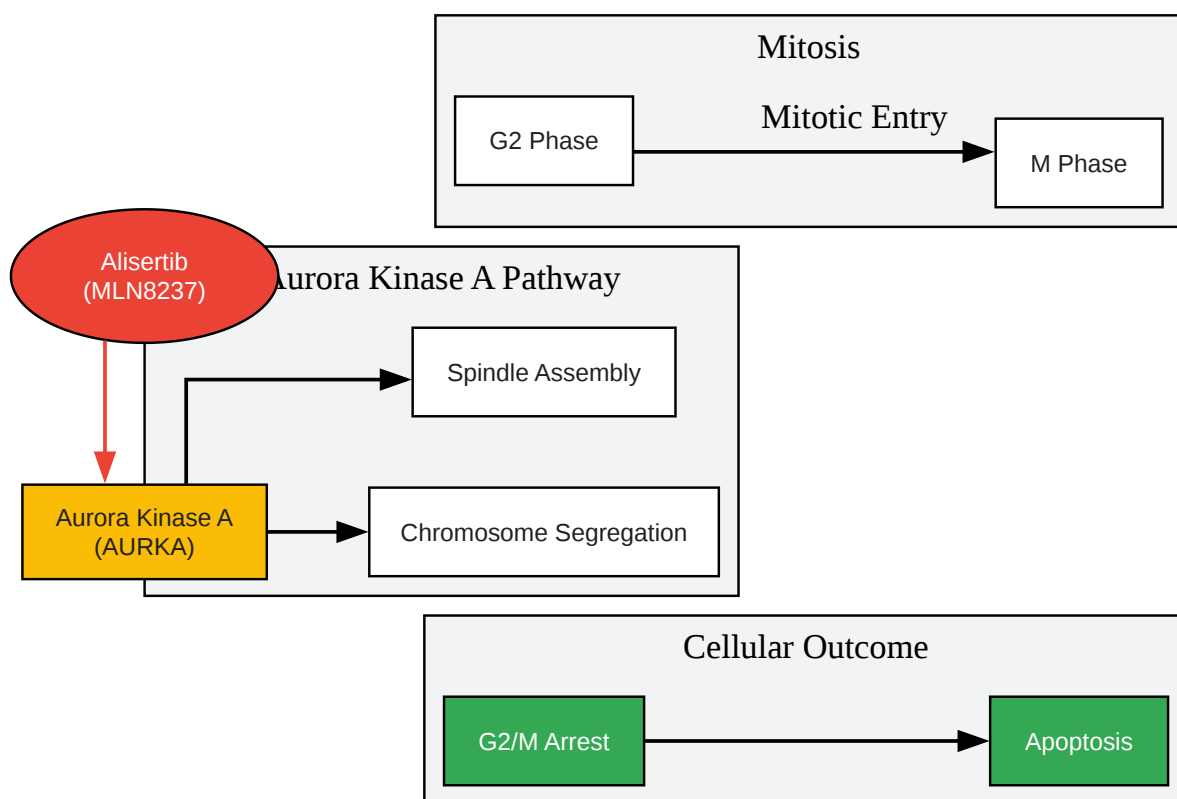 Mitosis
Mitotic Entry
G2 Phase
M Phase
Alisertib
(MLN8237)
Aurora Kinase A Pathway
Spindle Assembly
Aurora Kinase A
(AURKA)
Chromosome Segregation
Cellular Outcome
G2/M Arrest
Apoptosis